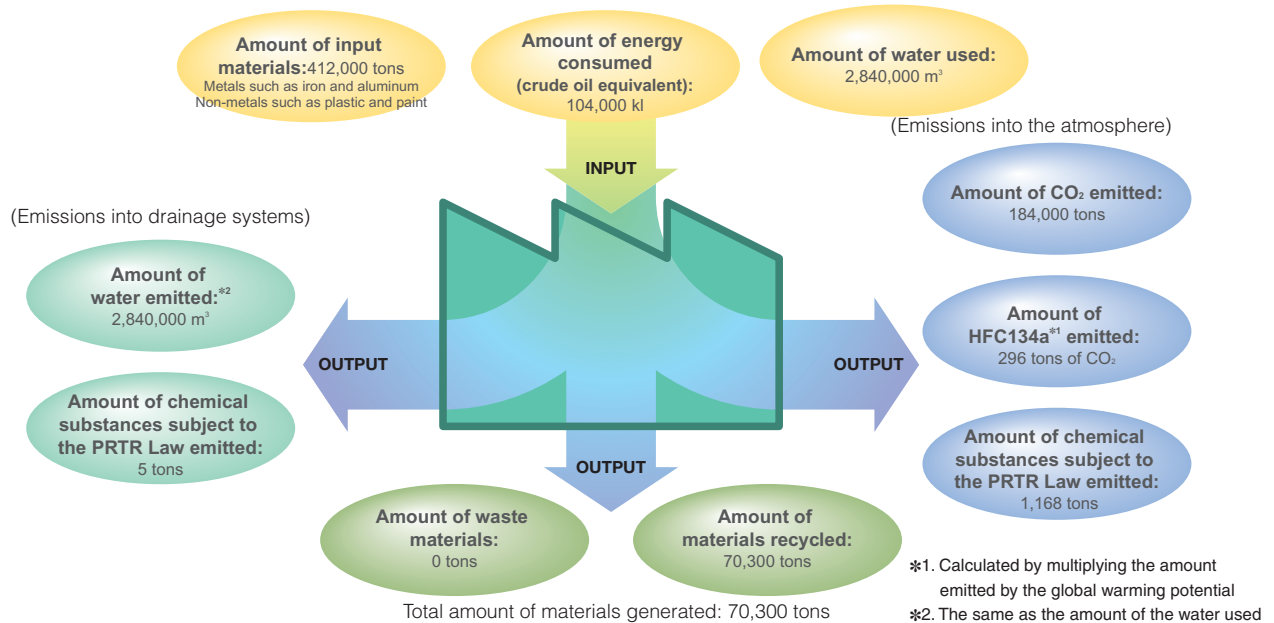 Amount of input
materials:412,000 tons
Metals such as iron and aluminum
Non-metals such as plastic and paint
Amount of energy
consumed
(crude oil equivalent):
104,000 kl
Amount of water used:
2,840,000 m³
INPUT
(Emissions into the atmosphere)
Amount of CO₂ emitted:
184,000 tons
Amount of
HFC134a*1 emitted:
296 tons of CO₂
Amount of chemical
substances subject to
the PRTR Law emitted:
1,168 tons
OUTPUT
(Emissions into drainage systems)
Amount of
water emitted:*2
2,840,000 m³
Amount of chemical
substances subject to
the PRTR Law emitted:
5 tons
OUTPUT
OUTPUT
Amount of waste
materials:
0 tons
Amount of
materials recycled:
70,300 tons
Total amount of materials generated: 70,300 tons
*1. Calculated by multiplying the amount
emitted by the global warming potential
*2. The same as the amount of the water used